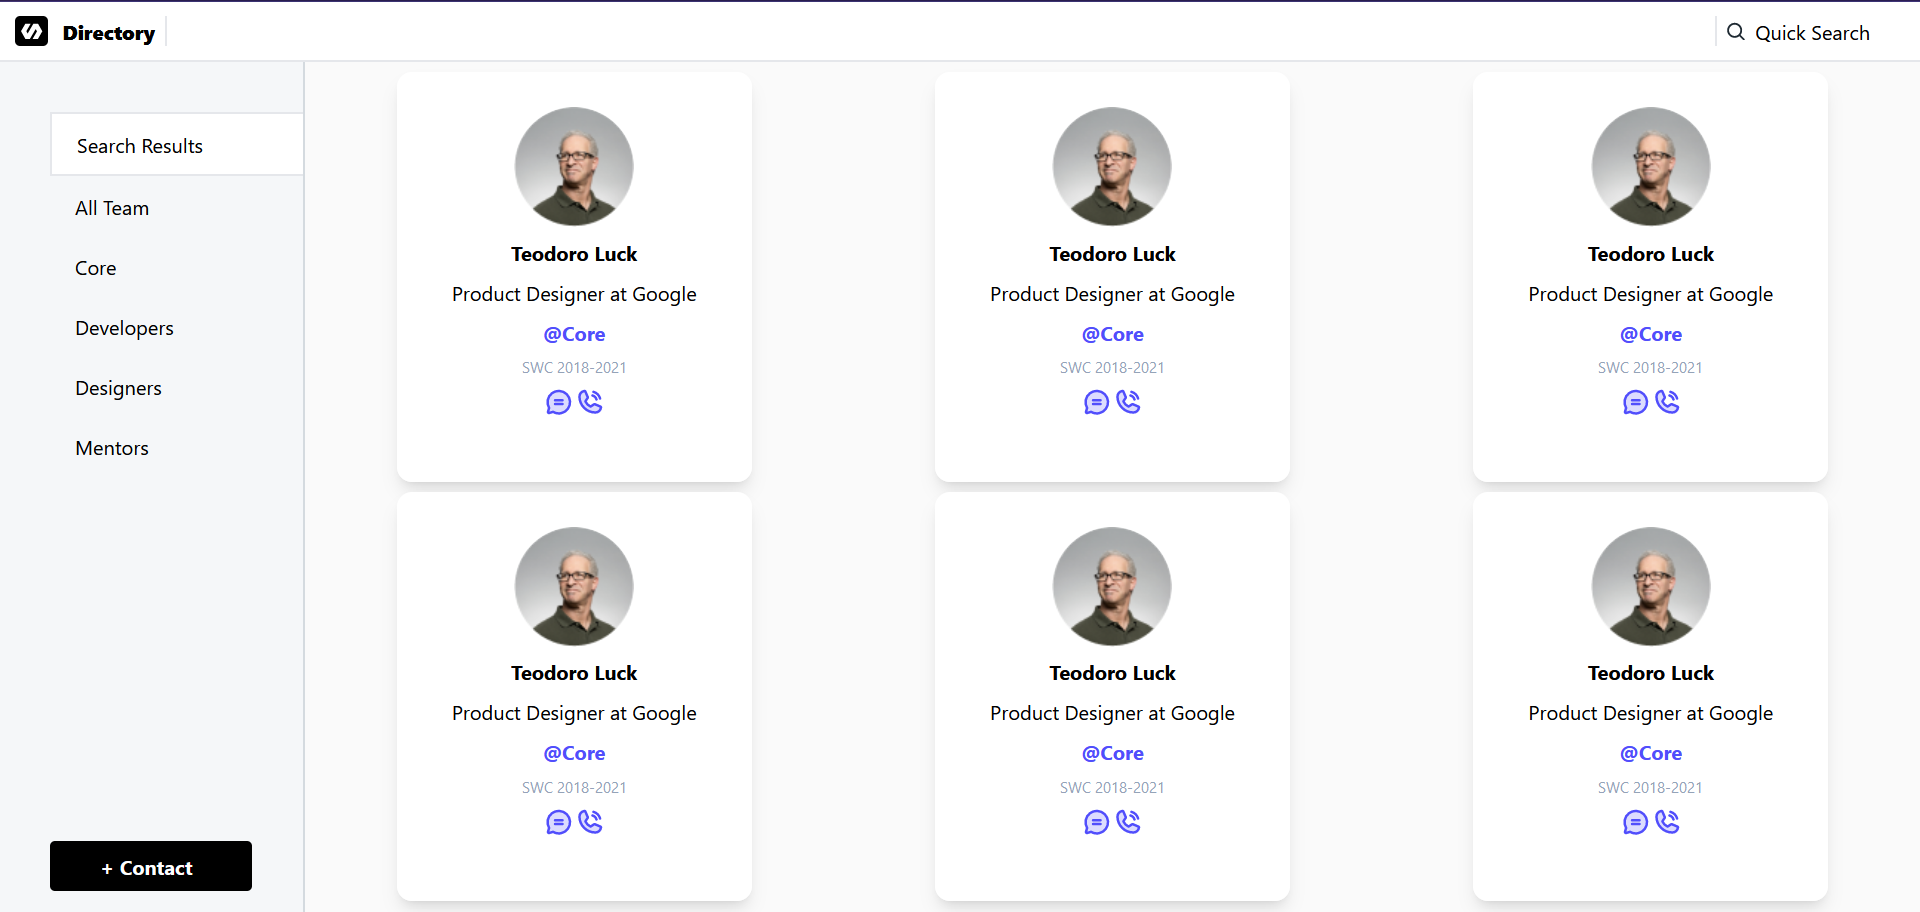 Directory
Quick Search
Search Results
All Team
Core
Developers
Designers
Mentors
+ Contact
Teodoro Luck
Product Designer at Google
@Core
SWC 2018-2021
Teodoro Luck
Product Designer at Google
@Core
SWC 2018-2021
Teodoro Luck
Product Designer at Google
@Core
SWC 2018-2021
Teodoro Luck
Product Designer at Google
@Core
SWC 2018-2021
Teodoro Luck
Product Designer at Google
@Core
SWC 2018-2021
Teodoro Luck
Product Designer at Google
@Core
SWC 2018-2021